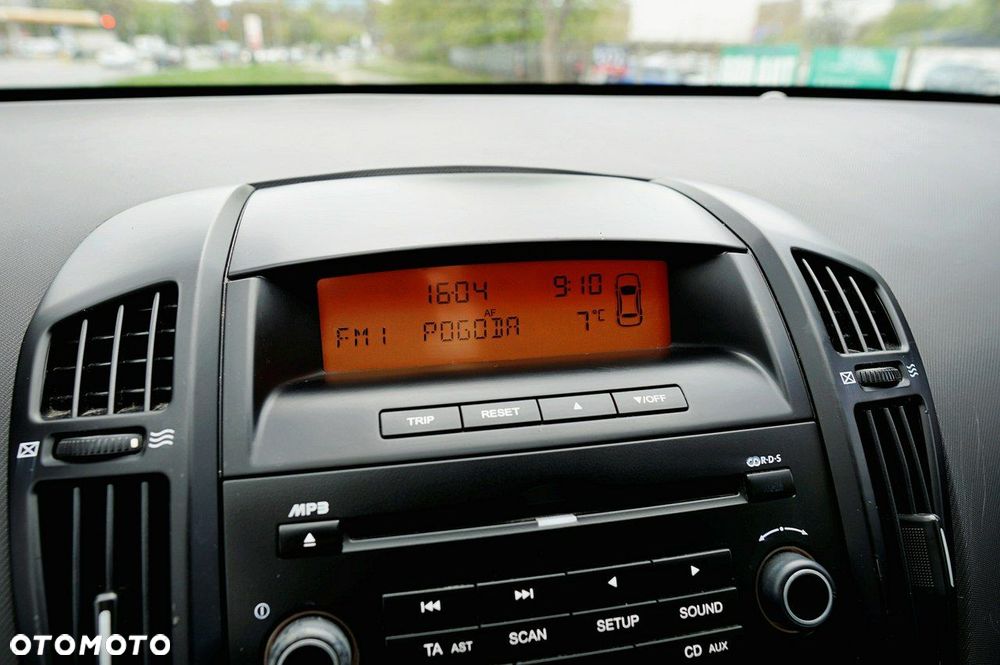 16-04 9:10
AF
FM1 POGODA 7°C
TRIP RESET ▲ ▼/OFF
R·D·S
MP3
TA AST SCAN SETUP SOUND
CD AUX
OTOMOTO